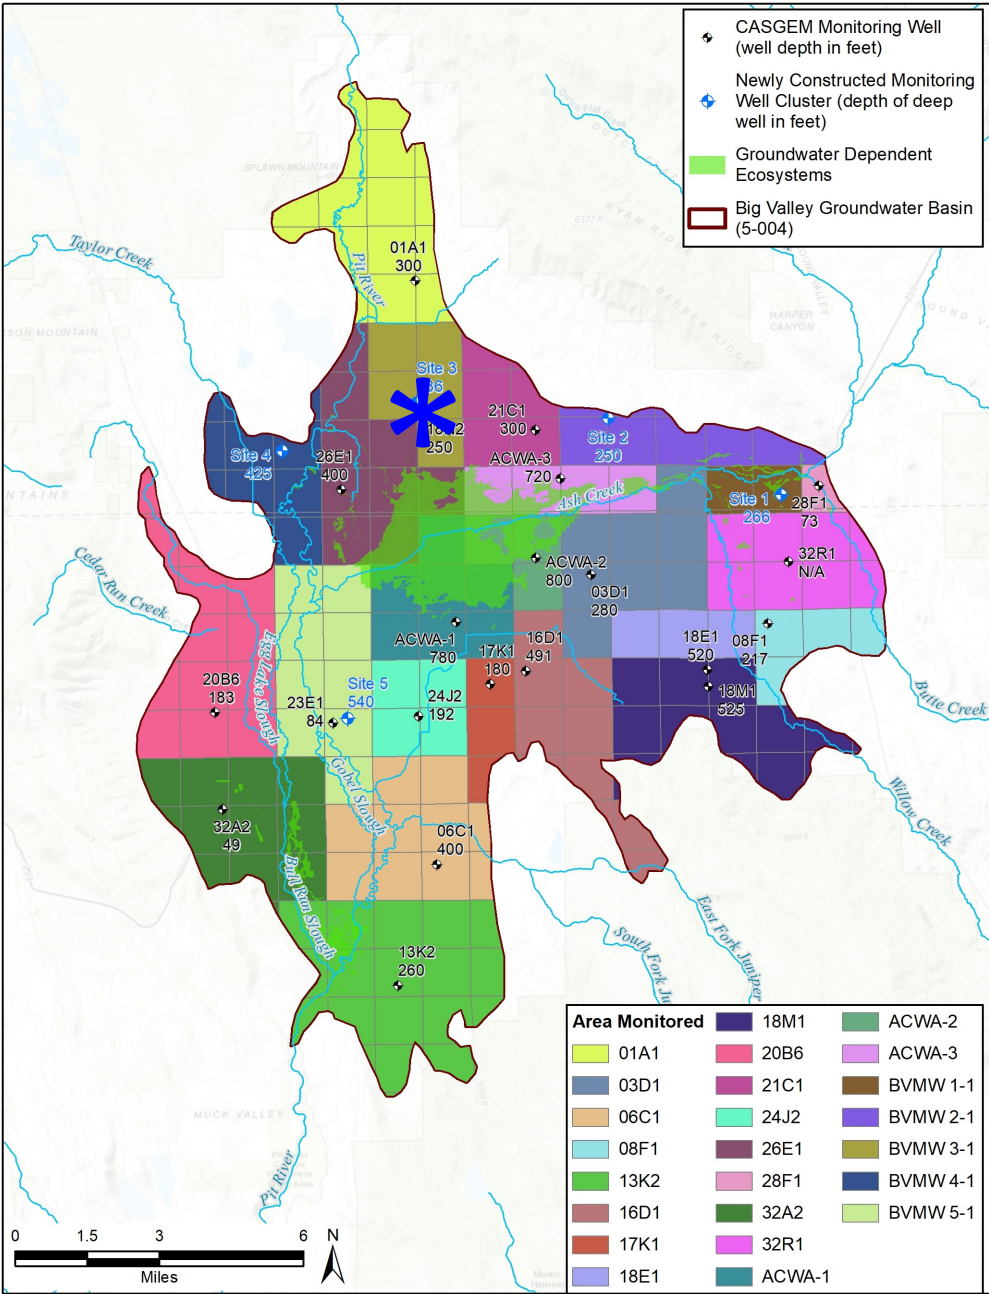 CASGEM Monitoring Well
(well depth in feet)
Newly Constructed Monitoring
Well Cluster (depth of deep
well in feet)
Groundwater Dependent
Ecosystems
Big Valley Groundwater Basin
(5-004)
SPLAWN MOUNTAIN
6377 ft
HARPER
CANYON
Taylor Creek
Pit River
01A1
300
Site 3
21C1
300
Site 2
250
Site 4
425
26E1
400
250
ACWA-3
720
Ash Creek
Site 1
266
28F1
73
32R1
N/A
Cedar Run Creek
ACWA-2
800
03D1
280
ACWA-1
780
17K1
180
16D1
491
18E1
520
08F1
217
18M1
525
20B6
183
Egg Lake Slough
23E1
84
Site 5
540
24J2
192
Butte Creek
Gobel Slough
Willow Creek
32A2
49
06C1
400
Bull Run Slough
East Fork Juniper
South Fork Ju
13K2
260
MUCK VALLEY
Pit River
0 1.5 3 6
Miles
N
Area Monitored
01A1
03D1
06C1
08F1
13K2
16D1
17K1
18E1
18M1
20B6
21C1
24J2
26E1
28F1
32A2
32R1
ACWA-1
ACWA-2
ACWA-3
BVMW 1-1
BVMW 2-1
BVMW 3-1
BVMW 4-1
BVMW 5-1